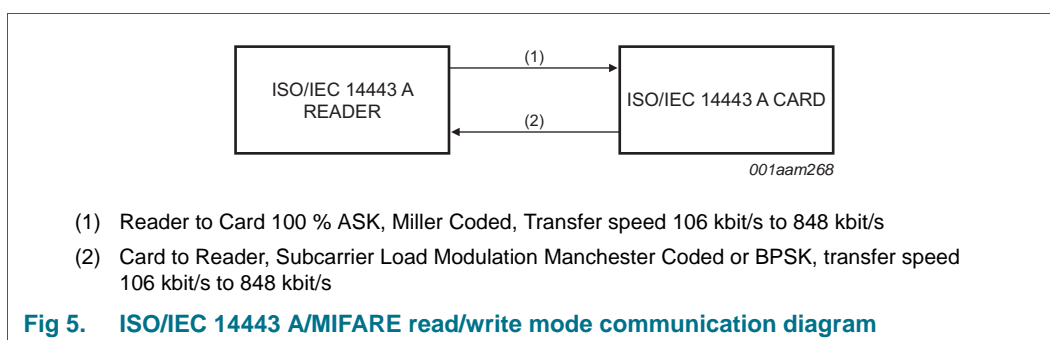 (1)
ISO/IEC 14443 A
READER
ISO/IEC 14443 A CARD
(2)
001aam268
(1) Reader to Card 100 % ASK, Miller Coded, Transfer speed 106 kbit/s to 848 kbit/s
(2) Card to Reader, Subcarrier Load Modulation Manchester Coded or BPSK, transfer speed
106 kbit/s to 848 kbit/s
Fig 5. ISO/IEC 14443 A/MIFARE read/write mode communication diagram